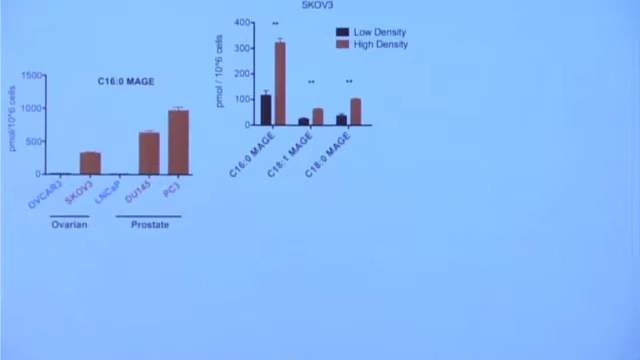 SKOV3
400
300
200
100
0
pmol / 10^6 cells
**
**
**
Low Density
High Density
C16:0 MAGE
C18:1 MAGE
C18:0 MAGE
C16:0 MAGE
1500
1000
500
0
pmol/10^6 cells
OVCAR3
SKOV3
LNCaP
DU145
PC3
Ovarian
Prostate